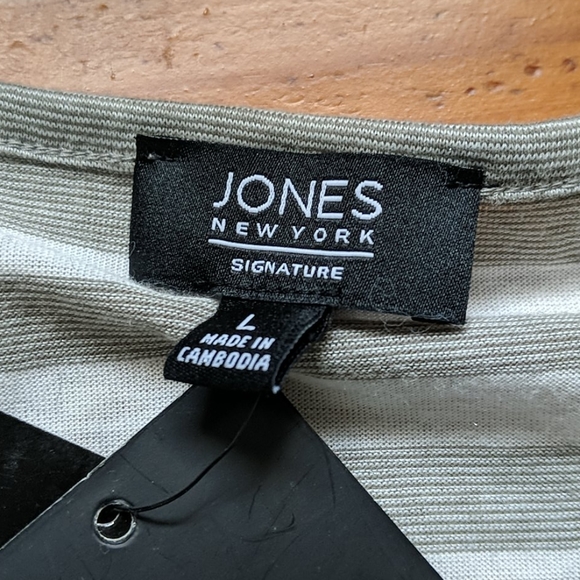 JONES
NEW YORK
SIGNATURE
L
MADE IN
CAMBODIA